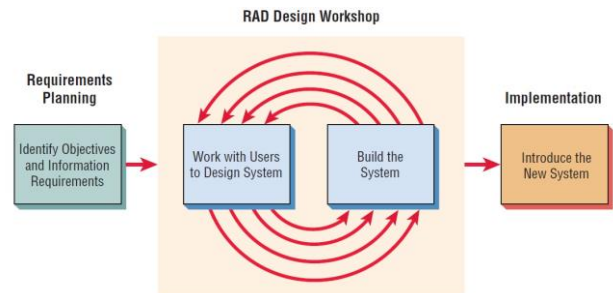 RAD Design Workshop
Requirements
Planning
Identify Objectives
and Information
Requirements
Work with Users
to Design System
Build the
System
Implementation
Introduce the
New System